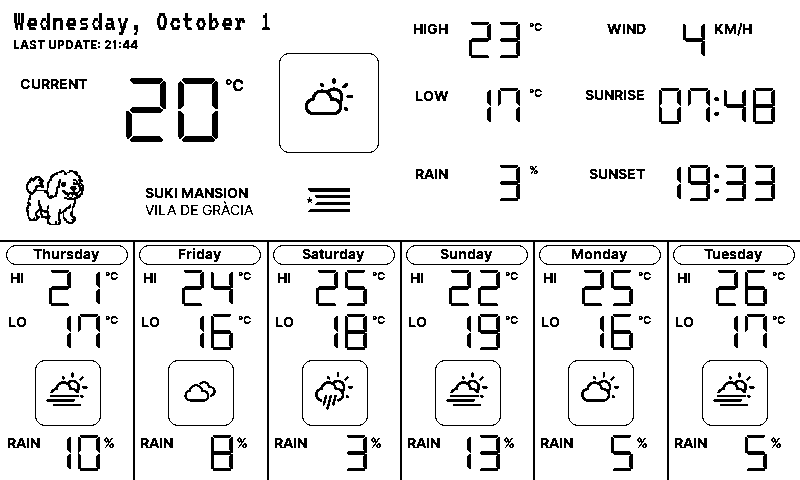 Wednesday, October 1
LAST UPDATE: 21:44
CURRENT 20 °C
HIGH 23 °C
LOW 17 °C
RAIN 3 %
WIND 4 KM/H
SUNRISE 07:48
SUNSET 19:33
SUKI MANSION
VILA DE GRÀCIA
Thursday
HI 21 °C
LO 17 °C
RAIN 10 %
Friday
HI 24 °C
LO 16 °C
RAIN 8 %
Saturday
HI 25 °C
LO 18 °C
RAIN 3 %
Sunday
HI 22 °C
LO 19 °C
RAIN 13 %
Monday
HI 25 °C
LO 16 °C
RAIN 5 %
Tuesday
HI 26 °C
LO 17 °C
RAIN 5 %